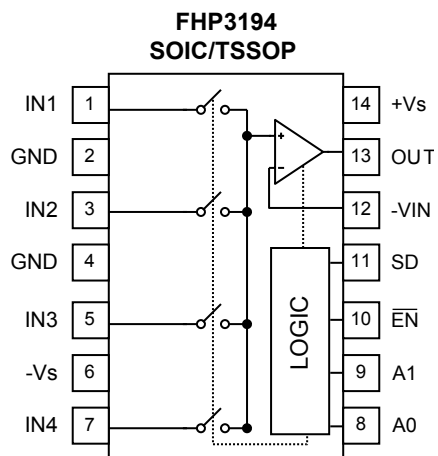 FHP3194
SOIC/TSSOP
IN1 1
14 +Vs
GND 2
+
13 OUT
-
IN2 3
12 -VIN
GND 4
11 SD
IN3 5
10 EN
LOGIC
-Vs 6
9 A1
IN4 7
8 A0